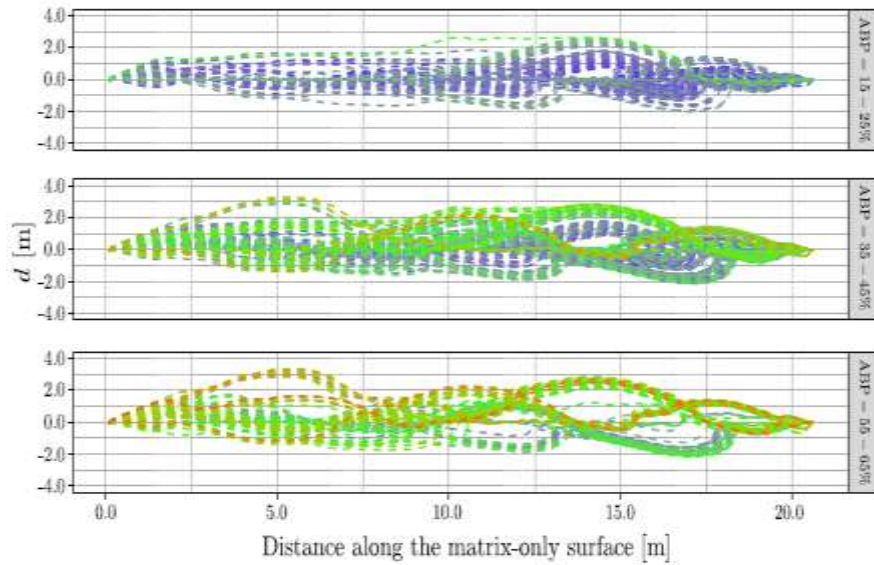 4.0
2.0
0.0
-2.0
-4.0
ABP = 15 - 25%
4.0
2.0
0.0
-2.0
-4.0
ABP = 35 - 45%
d [m]
4.0
2.0
0.0
-2.0
-4.0
ABP = 55 - 65%
0.0 5.0 10.0 15.0 20.0
Distance along the matrix-only surface [m]